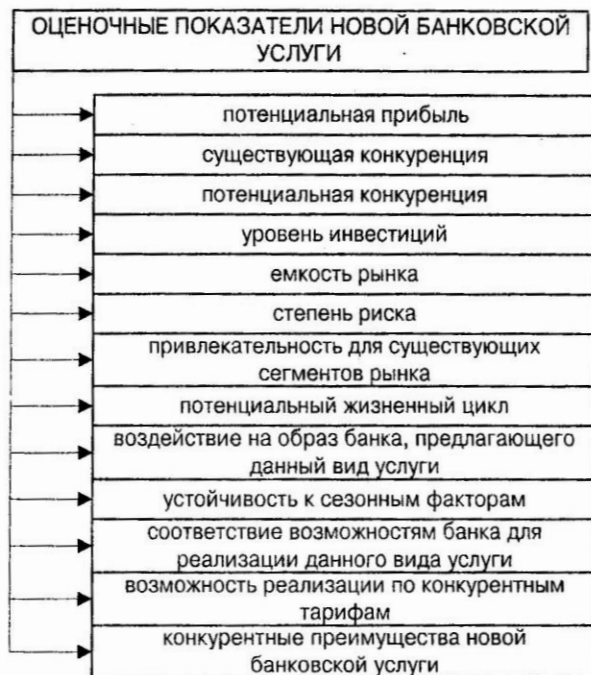 ОЦЕНОЧНЫЕ ПОКАЗАТЕЛИ НОВОЙ БАНКОВСКОЙ
УСЛУГИ
потенциальная прибыль
существующая конкуренция
потенциальная конкуренция
уровень инвестиций
емкость рынка
степень риска
привлекательность для существующих
сегментов рынка
потенциальный жизненный цикл
воздействие на образ банка, предлагающего
данный вид услуги
устойчивость к сезонным факторам
соответствие возможностям банка для
реализации данного вида услуги
возможность реализации по конкурентным
тарифам
конкурентные преимущества новой
банковской услуги